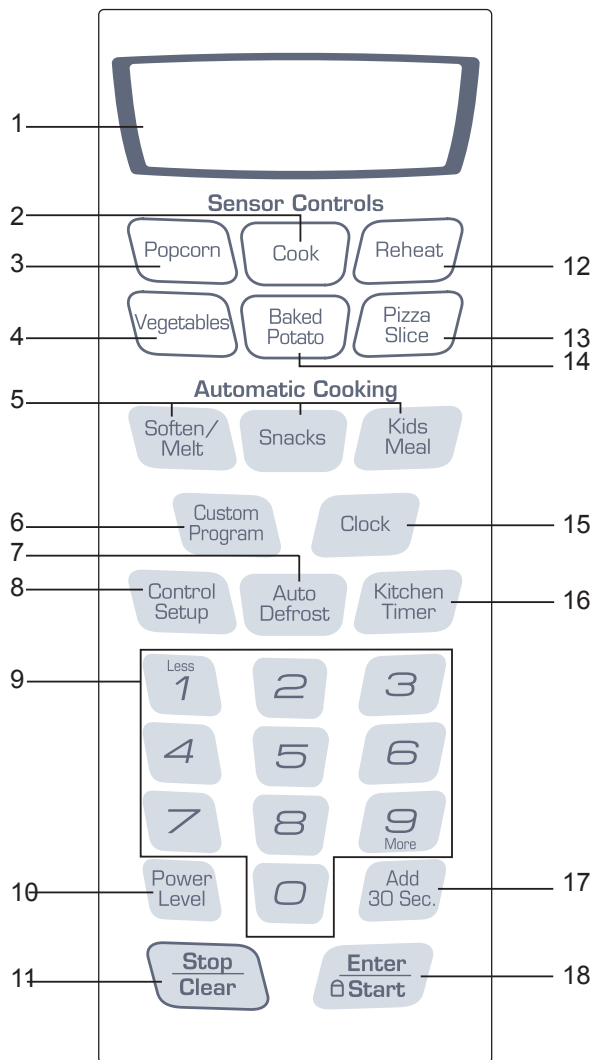 1
Sensor Controls
2
Popcorn
Cook
Reheat
3
12
Vegetables
Baked
Potato
Pizza
Slice
4
13
14
Automatic Cooking
5
Soften/
Melt
Snacks
Kids
Meal
6
Custom
Program
Clock
15
7
8
Control
Setup
Auto
Defrost
Kitchen
Timer
16
9
Less
1
2
3
4
5
6
7
8
9
More
10
Power
Level
0
Add
30 Sec.
17
11
Stop
Clear
Enter
Start
18